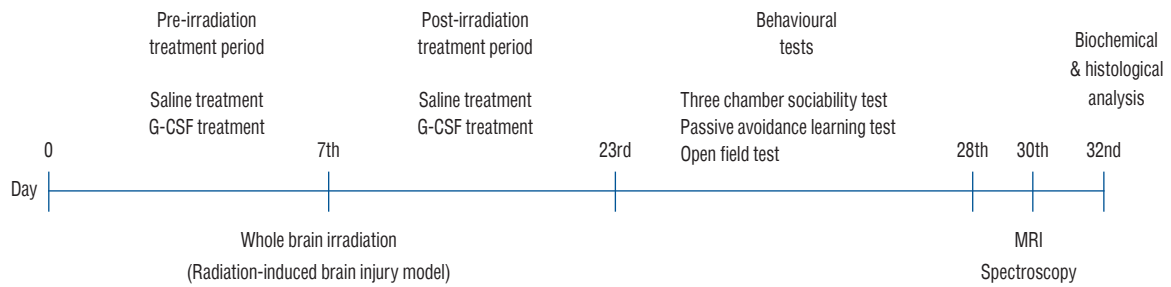 Pre-irradiation
treatment period
Post-irradiation
treatment period
Behavioural
tests
Biochemical
& histological
analysis
Saline treatment
G-CSF treatment
Saline treatment
G-CSF treatment
Three chamber sociability test
Passive avoidance learning test
Open field test
0 7th 23rd 28th 30th 32nd
Day
Whole brain irradiation
(Radiation-induced brain injury model)
MRI
Spectroscopy